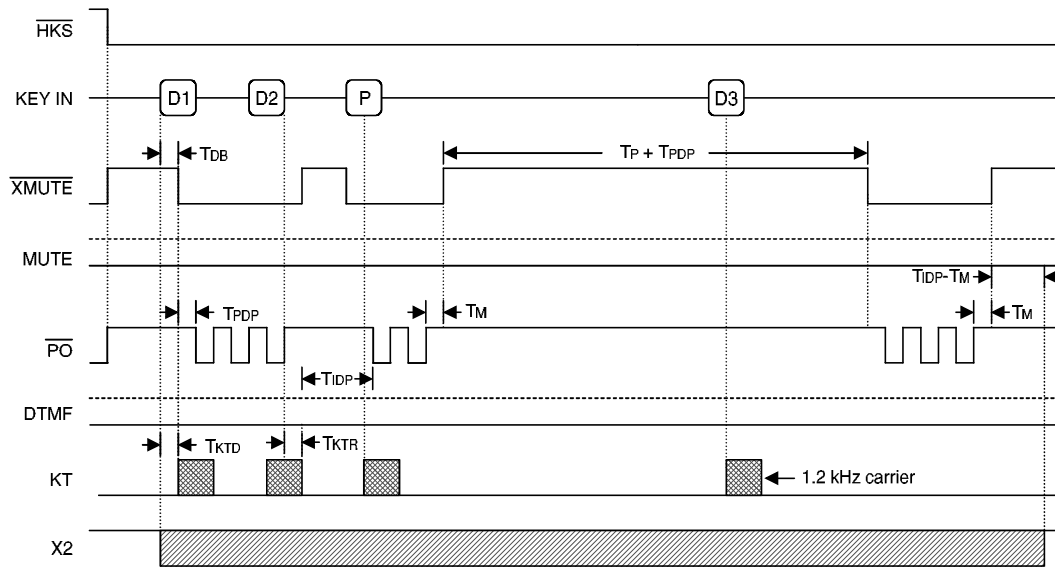 HKS
KEY IN
D1
D2
P
D3
TDB
TP + TPDP
XMUTE
MUTE
TIDP-TM
TPDP
TM
TM
PO
TIDP
DTMF
TKTD
TKTR
KT
1.2 kHz carrier
X2